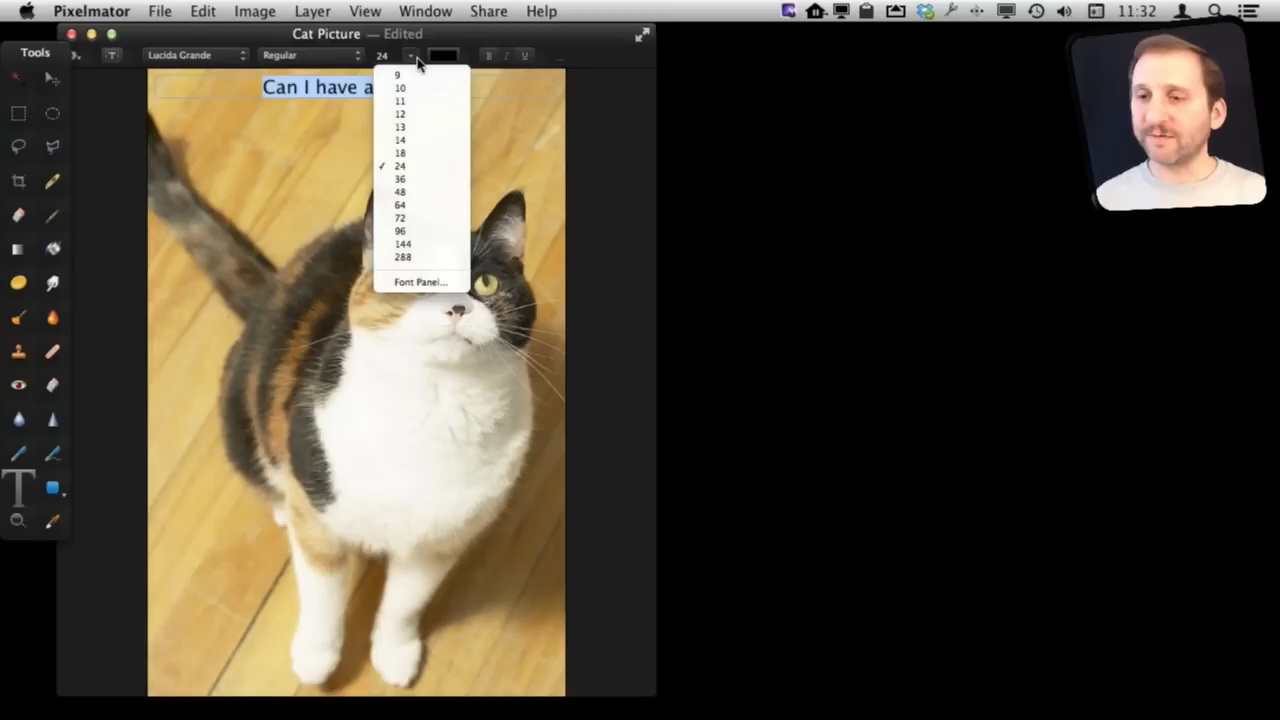 Pixelmator File Edit Image Layer View Window Share Help 11:32
Cat Picture — Edited
Tools
Lucida Grande Regular 24 B I U ...
Can I have a
9
10
11
12
13
14
18
✓ 24
36
48
64
72
96
144
288
Font Panel...
T